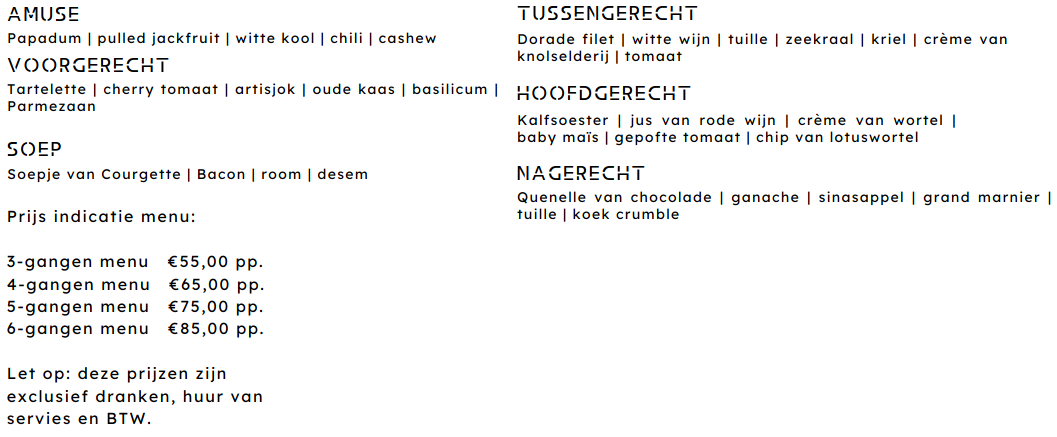 AMUSE
Papadum | pulled jackfruit | witte kool | chili | cashew
VOORGERECHT
Tartelette | cherry tomaat | artisjok | oude kaas | basilicum |
Parmezaan
SOEP
Soepje van Courgette | Bacon | room | desem
Prijs indicatie menu:
3-gangen menu €55,00 pp.
4-gangen menu €65,00 pp.
5-gangen menu €75,00 pp.
6-gangen menu €85,00 pp.
Let op: deze prijzen zijn
exclusief dranken, huur van
servies en BTW.
TUSSENGERECHT
Dorade filet | witte wijn | tuille | zeekraal | kriel | crème van
knolselderij | tomaat
HOOFDGERECHT
Kalfsoester | jus van rode wijn | crème van wortel |
baby maïs | gepofte tomaat | chip van lotuswortel
NAGERECHT
Quenelle van chocolade | ganache | sinasappel | grand marnier |
tuille | koek crumble